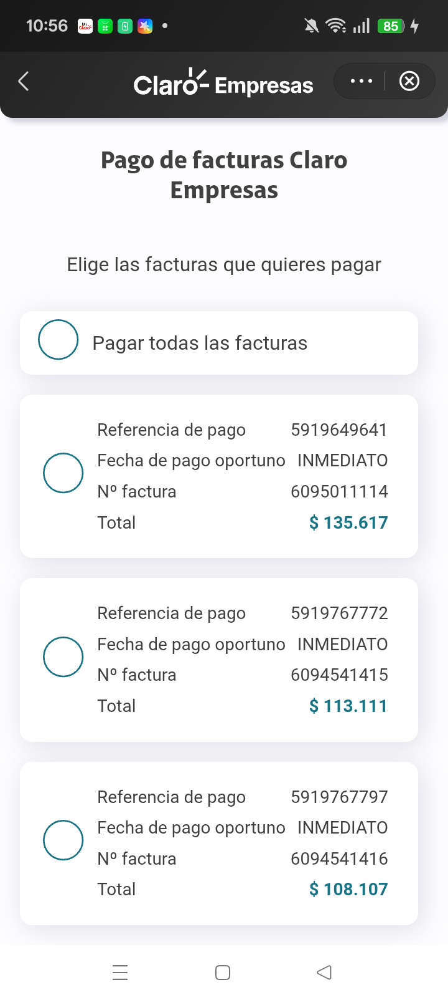 10:56
85
Claro Empresas
Pago de facturas Claro
Empresas
Elige las facturas que quieres pagar
Pagar todas las facturas
Referencia de pago 5919649641
Fecha de pago oportuno INMEDIATO
Nº factura 6095011114
Total $ 135.617
Referencia de pago 5919767772
Fecha de pago oportuno INMEDIATO
Nº factura 6094541415
Total $ 113.111
Referencia de pago 5919767797
Fecha de pago oportuno INMEDIATO
Nº factura 6094541416
Total $ 108.107